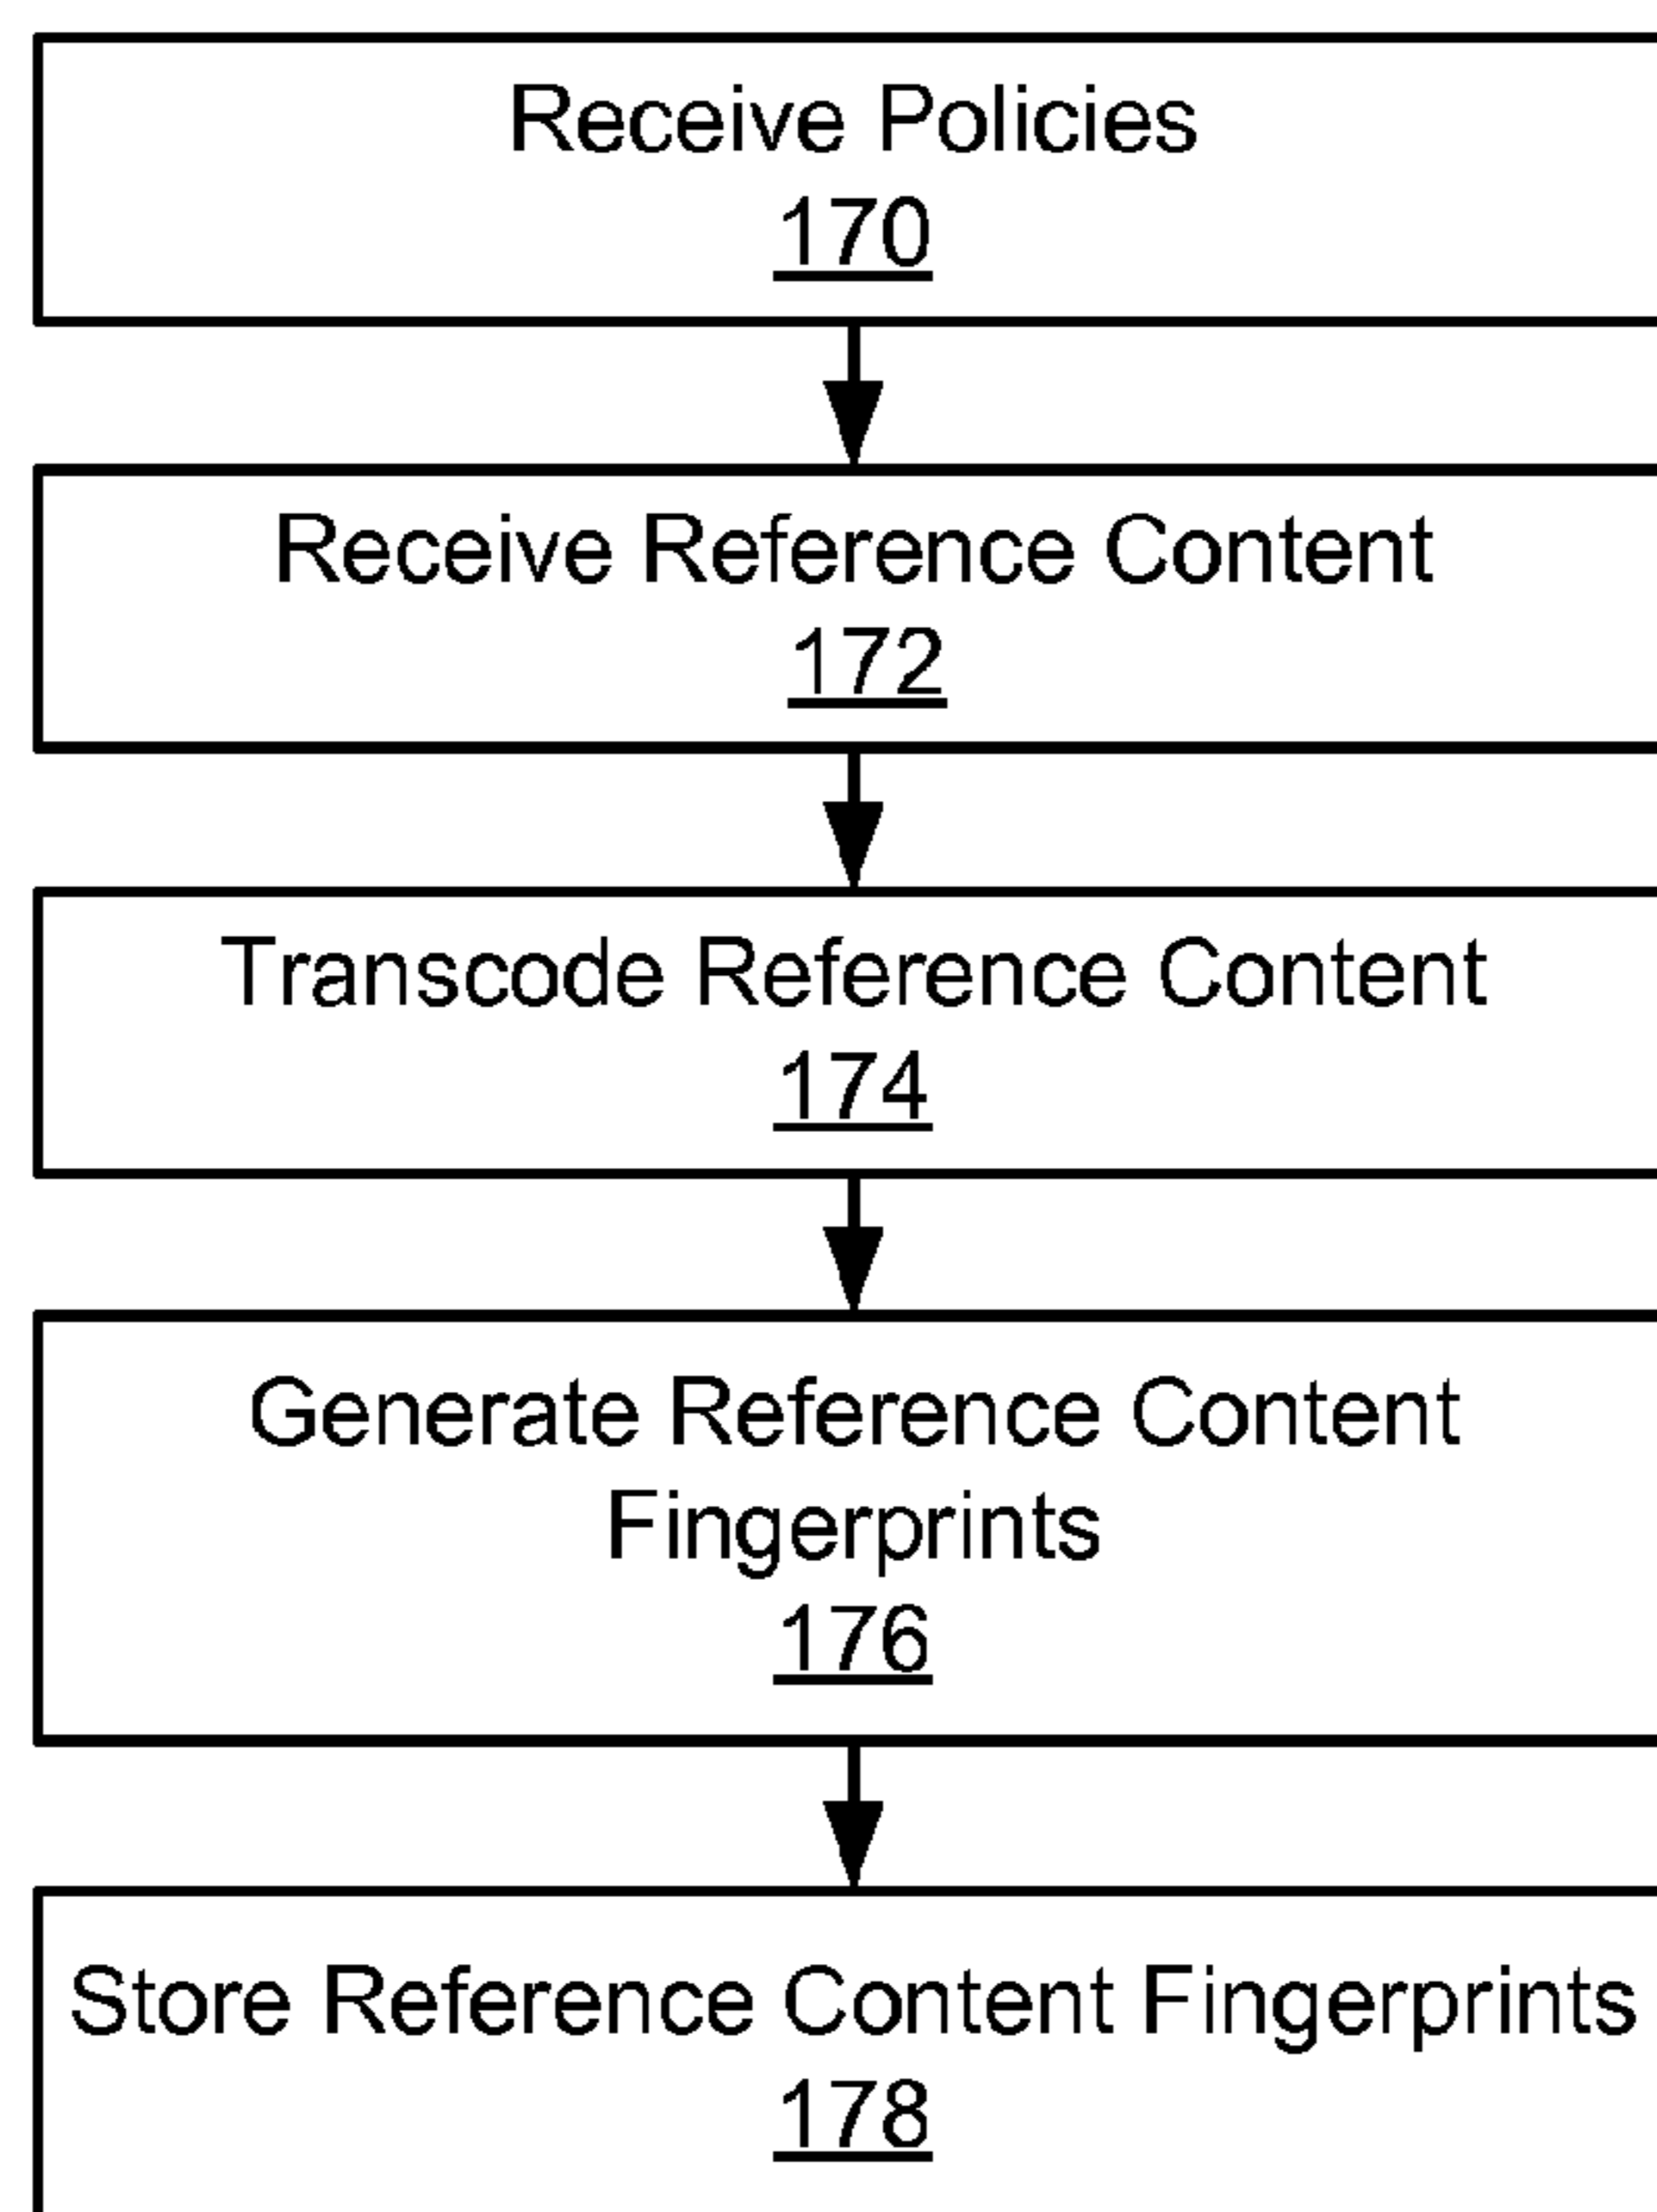 Receive Policies
170
Receive Reference Content
172
Transcode Reference Content
174
Generate Reference Content
Fingerprints
176
Store Reference Content Fingerprints
178